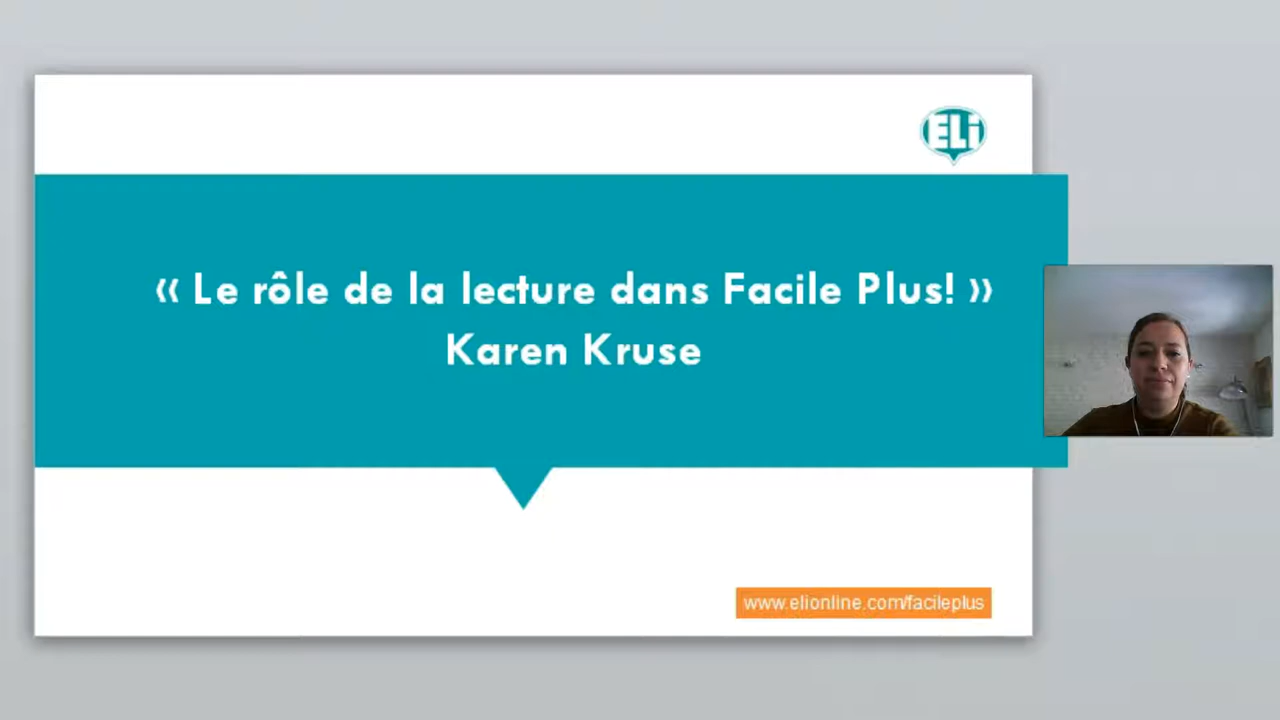 ELi
« Le rôle de la lecture dans Facile Plus! »
Karen Kruse
www.elionline.com/facileplus